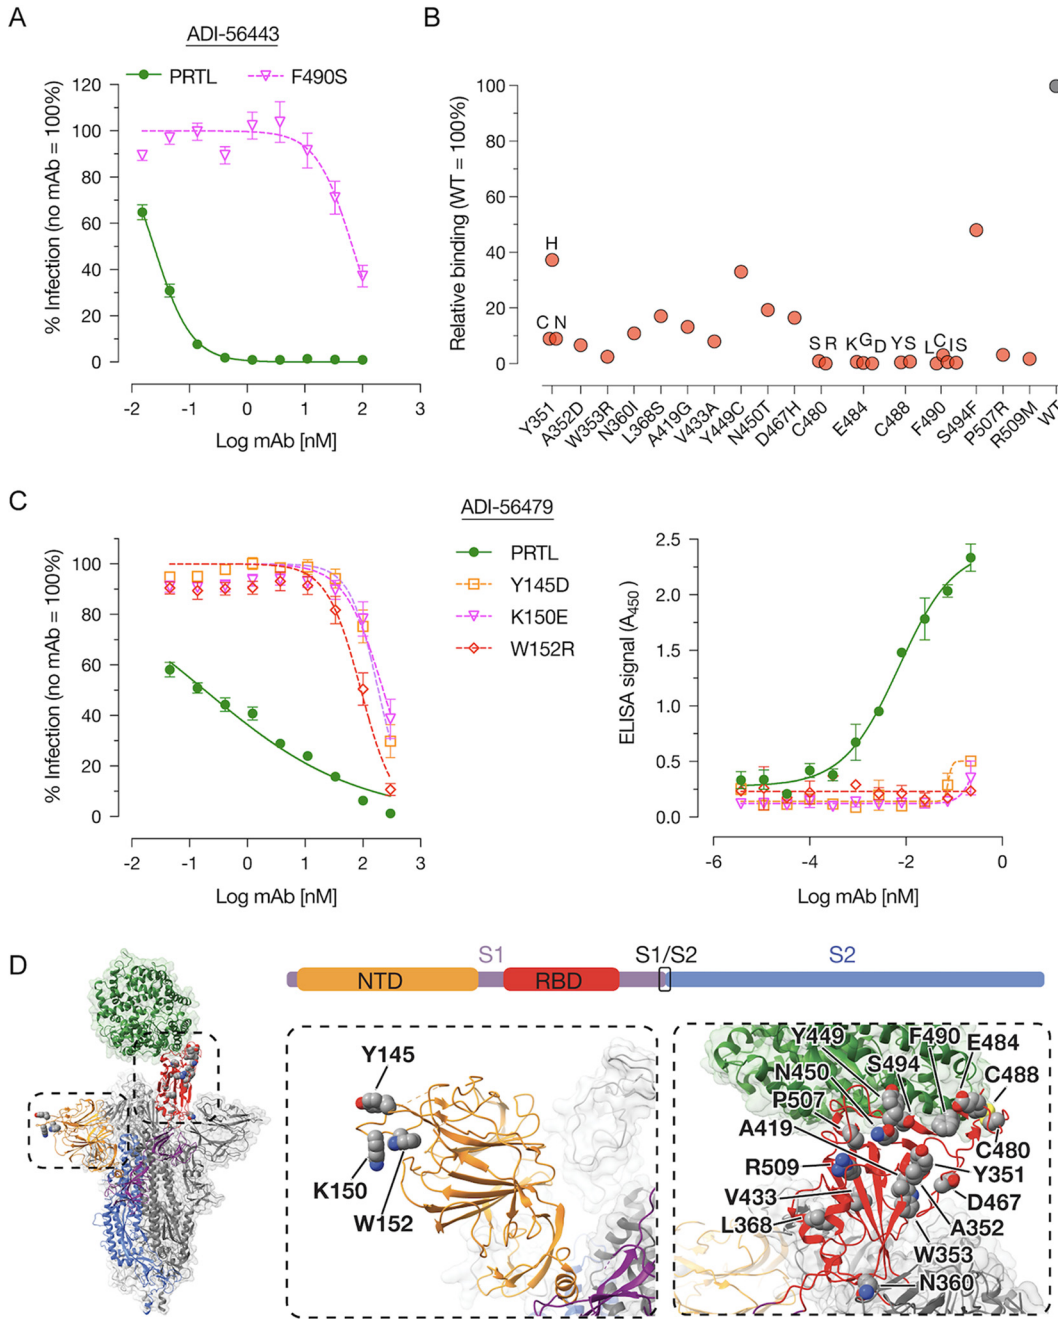 A
ADI-56443
PRTL F490S
% Infection (no mAb = 100%)
120
100
80
60
40
20
0
-2 -1 0 1 2 3
Log mAb [nM]
B
Relative binding (WT = 100%)
100
80
60
40
20
0
H
C N
S R K G D Y S L C I S
Y351 A352D W353R N360I L368S A419G V433A Y449C N450T D467H C480 E484 C488 F490 S494F P507R R509M WT
C
ADI-56479
PRTL
Y145D
K150E
W152R
% Infection (no mAb = 100%)
100
80
60
40
20
0
-2 -1 0 1 2 3
Log mAb [nM]
ELISA signal (A450)
2.5
2.0
1.5
1.0
0.5
0.0
-6 -4 -2 0
Log mAb [nM]
D
S1 S1/S2 S2
NTD RBD
Y145
K150
W152
Y449 F490 E484
N450 S494 C488
P507
A419 C480
R509 Y351
V433 D467
L368 A352
W353
N360